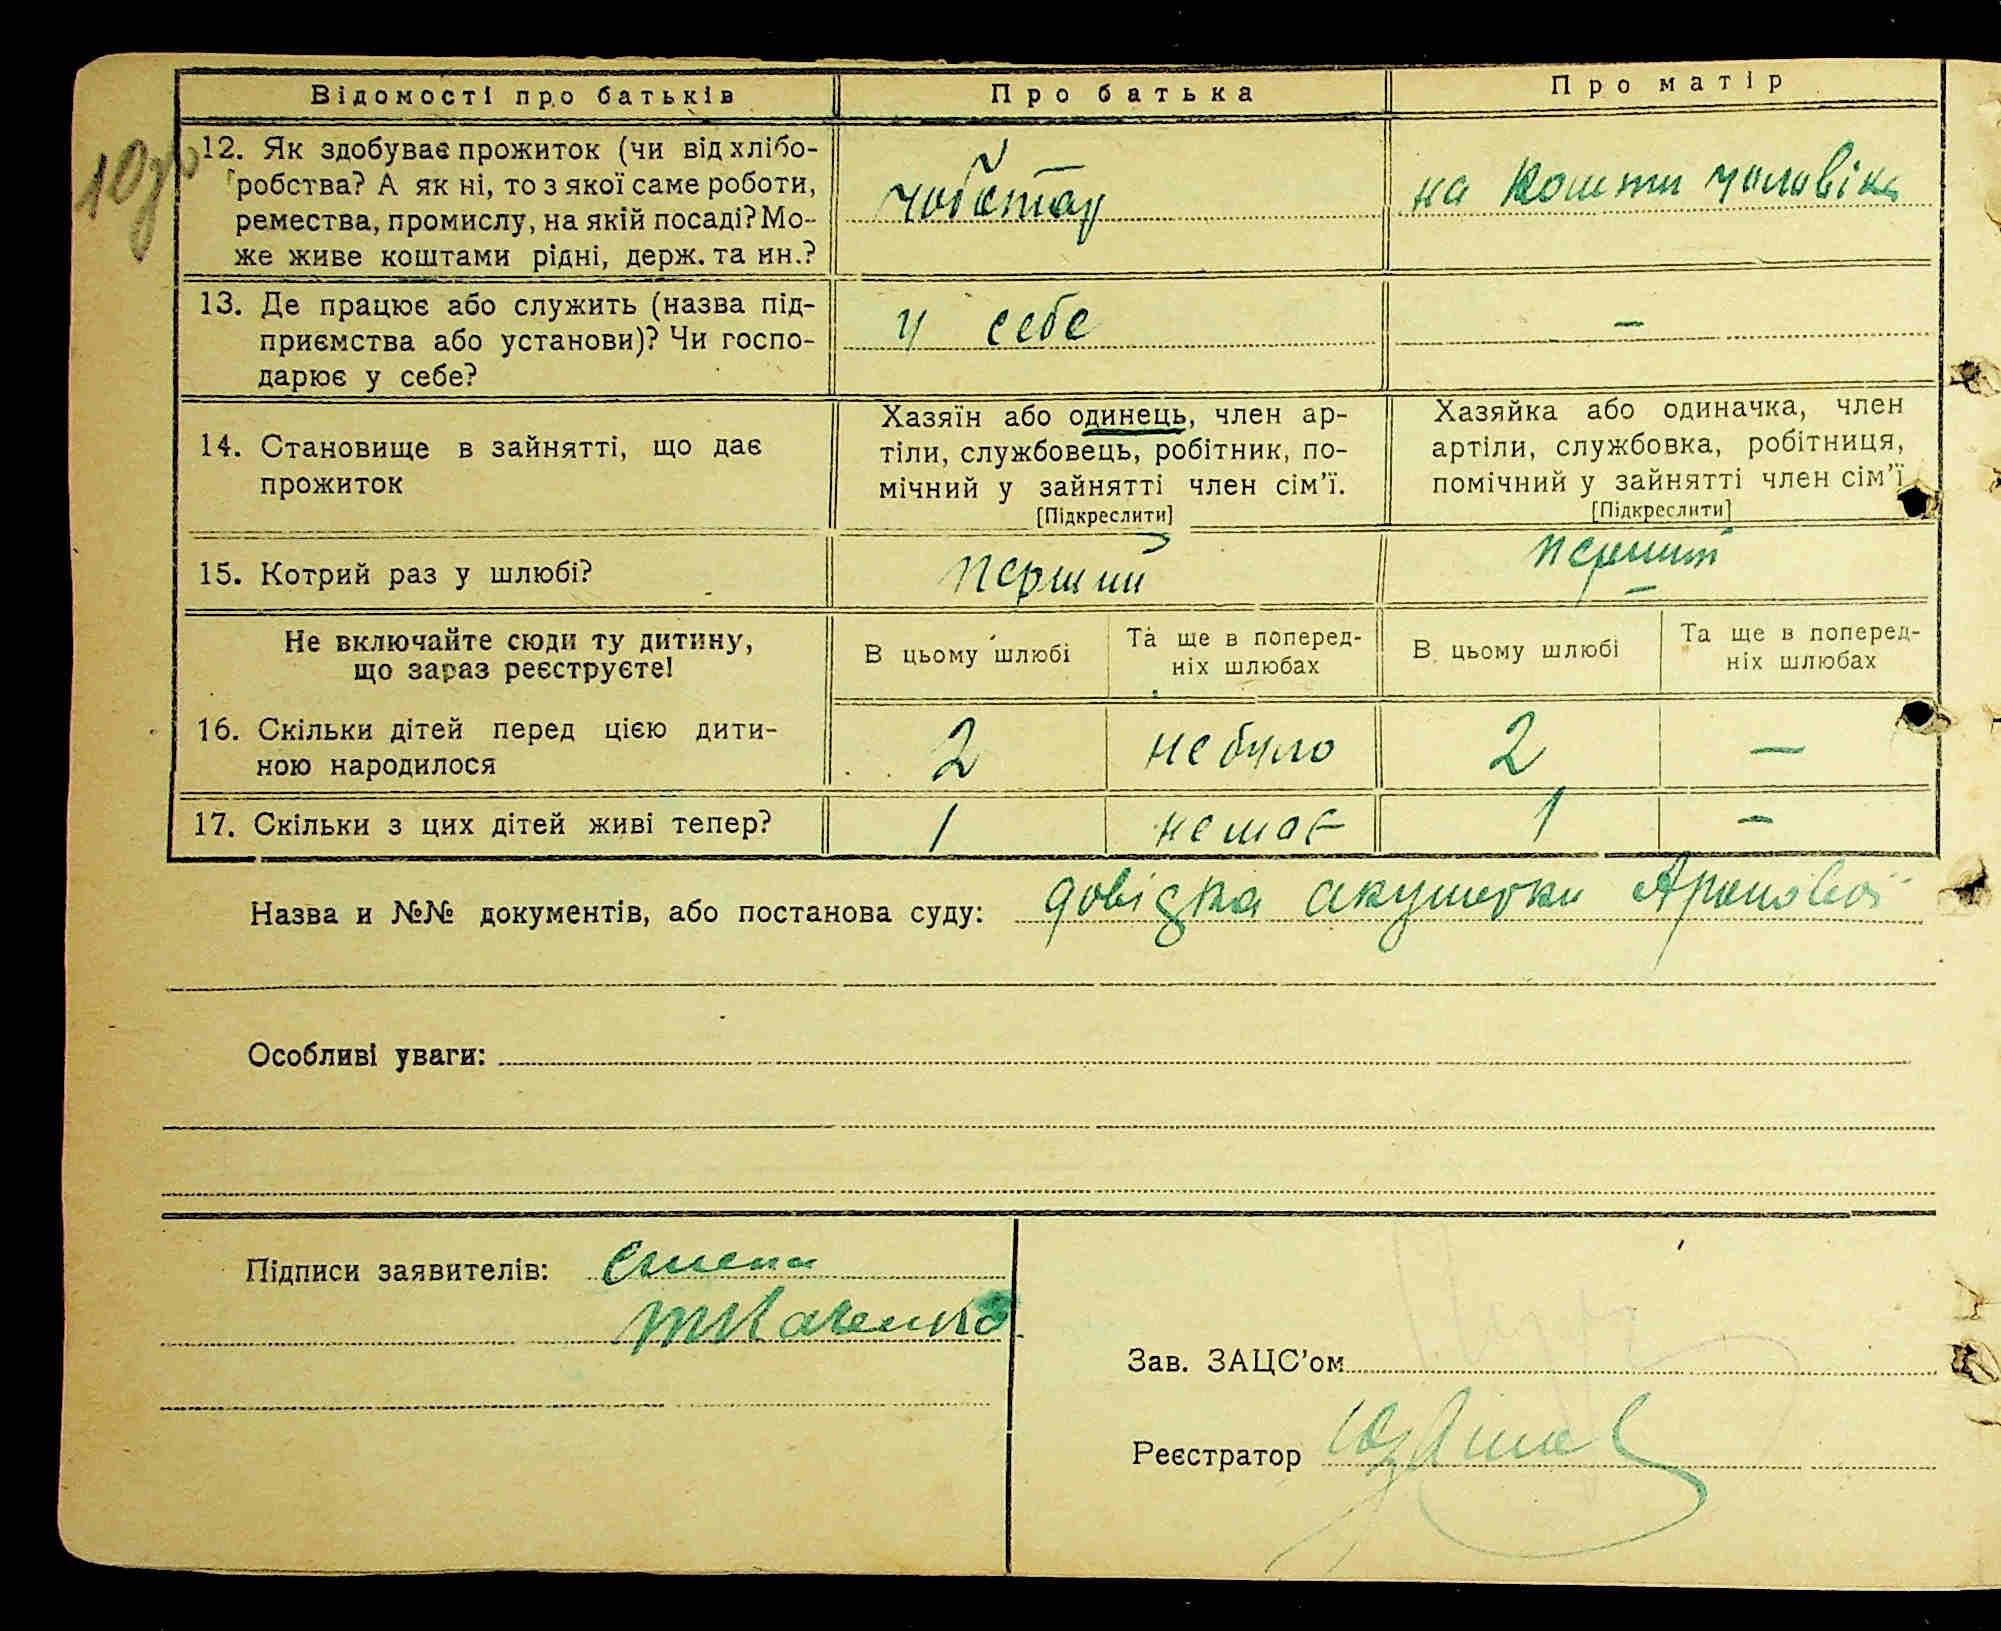 Відомості про батьків
Про батька
Про матір
10
12. Як здобуває прожиток (чи від хлібо-
робства? А як ні, то з якої саме роботи,
ремества, промислу, на якій посаді? Мо-
же живе коштами рідні, держ. та ин.?
чоботар
на кошти чоловіка
13. Де працює або служить (назва під-
приємства або установи)? Чи госпо-
дарює у себе?
у себе
—
14. Становище в зайнятті, що дає
прожиток
Хазяїн або одинець, член ар-
тіли, службовець, робітник, по-
мічний у зайнятті член сім'ї.
[Підкреслити]
Хазяйка або одиначка, член
артіли, службовка, робітниця,
помічний у зайнятті член сім'ї
[Підкреслити]
15. Котрий раз у шлюбі?
перший
перший
Не включайте сюди ту дитину,
що зараз реєструєте!
В цьому шлюбі
Та ще в поперед-
ніх шлюбах
В цьому шлюбі
Та ще в поперед-
ніх шлюбах
16. Скільки дітей перед цією дити-
ною народилося
2
не було
2
—
17. Скільки з цих дітей живі тепер?
1
немає
1
—
Назва и №№ документів, або постанова суду: довідка акушерки
Особливі уваги:
Підписи заявителів:
Ткаченко
Зав. ЗАЦС'ом
Реєстратор